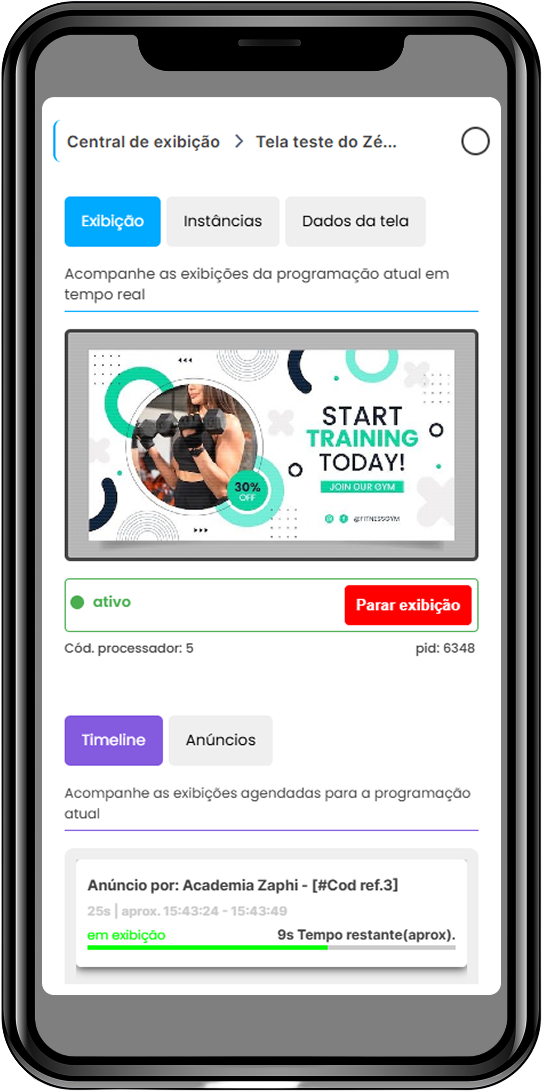 Central de exibição > Tela teste do Zé...
Exibição Instâncias Dados da tela
Acompanhe as exibições da programação atual em
tempo real
START
TRAINING
TODAY!
JOIN OUR GYM
30%
OFF
@FITNESSGYM
ativo Parar exibição
Cód. processador: 5 pid: 6348
Timeline Anúncios
Acompanhe as exibições agendadas para a programação
atual
Anúncio por: Academia Zaphi - [#Cod ref.3]
25s | aprox. 15:43:24 - 15:43:49
em exibição 9s Tempo restante(aprox).